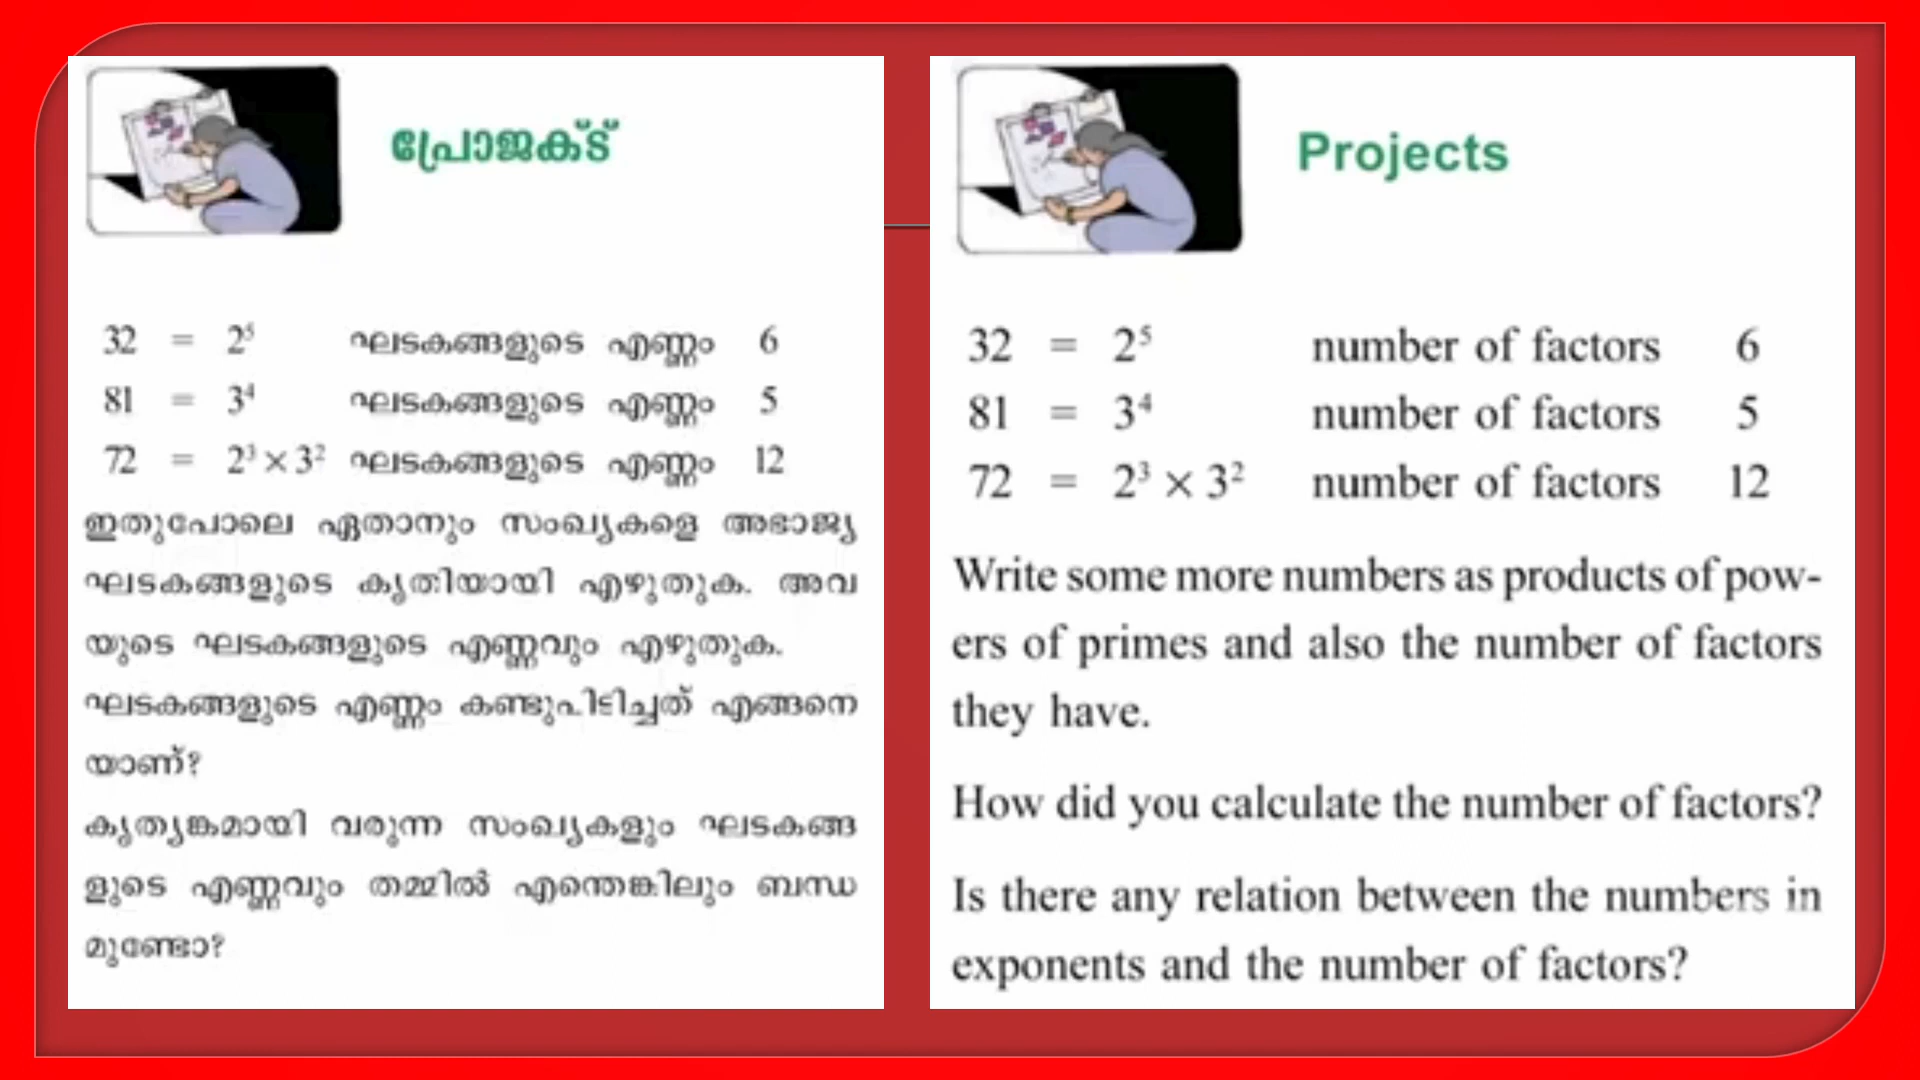 പ്രോജക്ട്
32 = 2⁵ ഘടകങ്ങളുടെ എണ്ണം 6
81 = 3⁴ ഘടകങ്ങളുടെ എണ്ണം 5
72 = 2³ × 3² ഘടകങ്ങളുടെ എണ്ണം 12
ഇതുപോലെ ഏതാനും സംഖ്യകളെ അഭാജ്യ
ഘടകങ്ങളുടെ കൃതിയായി എഴുതുക. അവ
യുടെ ഘടകങ്ങളുടെ എണ്ണവും എഴുതുക.
ഘടകങ്ങളുടെ എണ്ണം കണ്ടുപിടിച്ചത് എങ്ങനെ
യാണ്?
കൃത്യങ്കമായി വരുന്ന സംഖ്യകളും ഘടകങ്ങ
ളുടെ എണ്ണവും തമ്മിൽ എന്തെങ്കിലും ബന്ധ
മുണ്ടോ?
Projects
32 = 2⁵ number of factors 6
81 = 3⁴ number of factors 5
72 = 2³ × 3² number of factors 12
Write some more numbers as products of pow-
ers of primes and also the number of factors
they have.
How did you calculate the number of factors?
Is there any relation between the numbers in
exponents and the number of factors?